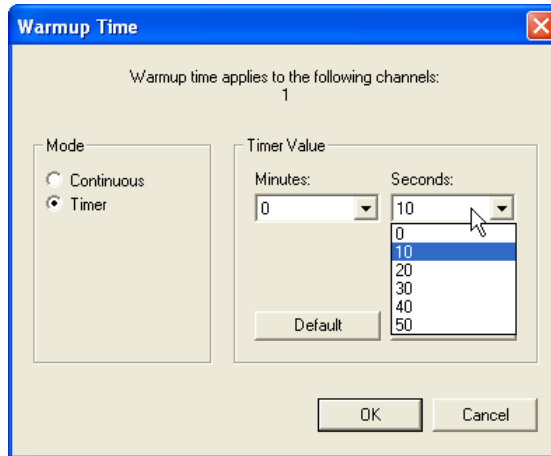 Warmup Time
Warmup time applies to the following channels:
1
Mode
Continuous
Timer
Timer Value
Minutes:
Seconds:
0
10
0
10
20
30
40
50
Default
OK
Cancel